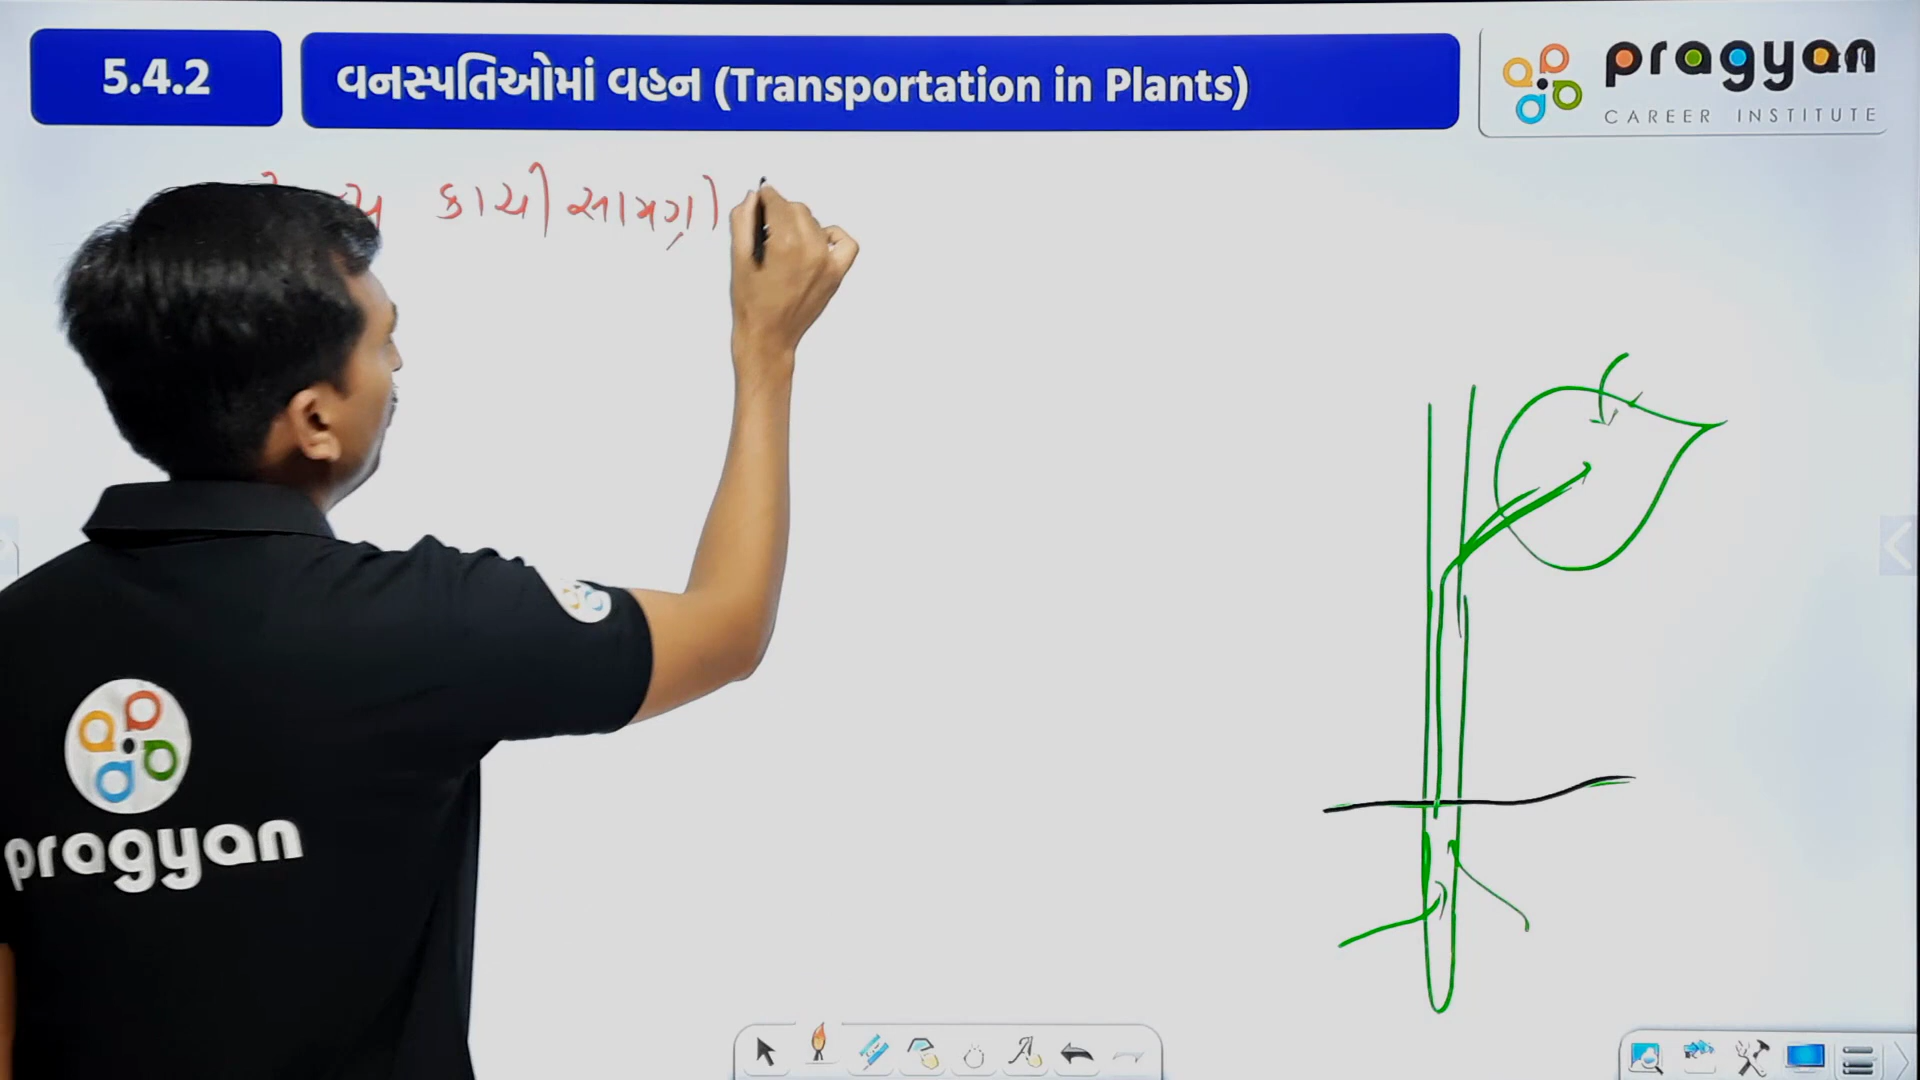 5.4.2
વનસ્પતિઓમાં વહન (Transportation in Plants)
pragyan
CAREER INSTITUTE
કાચી સામગ્રી
pragyan